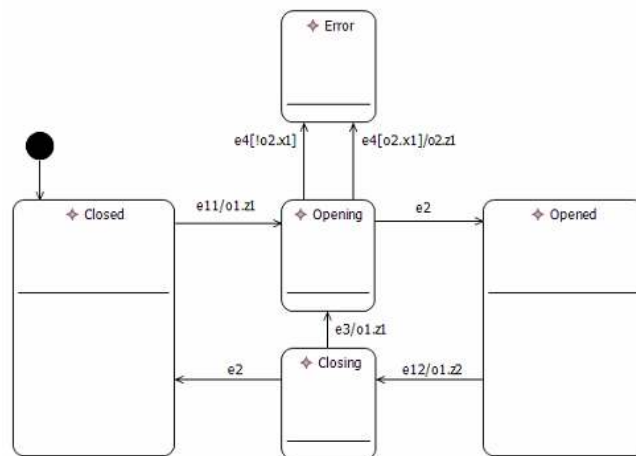 Error
e4[!o2.x1]
e4[o2.x1]/o2.z1
Closed
e11/o1.z1
Opening
e2
Opened
e3/o1.z1
e2
Closing
e12/o1.z2